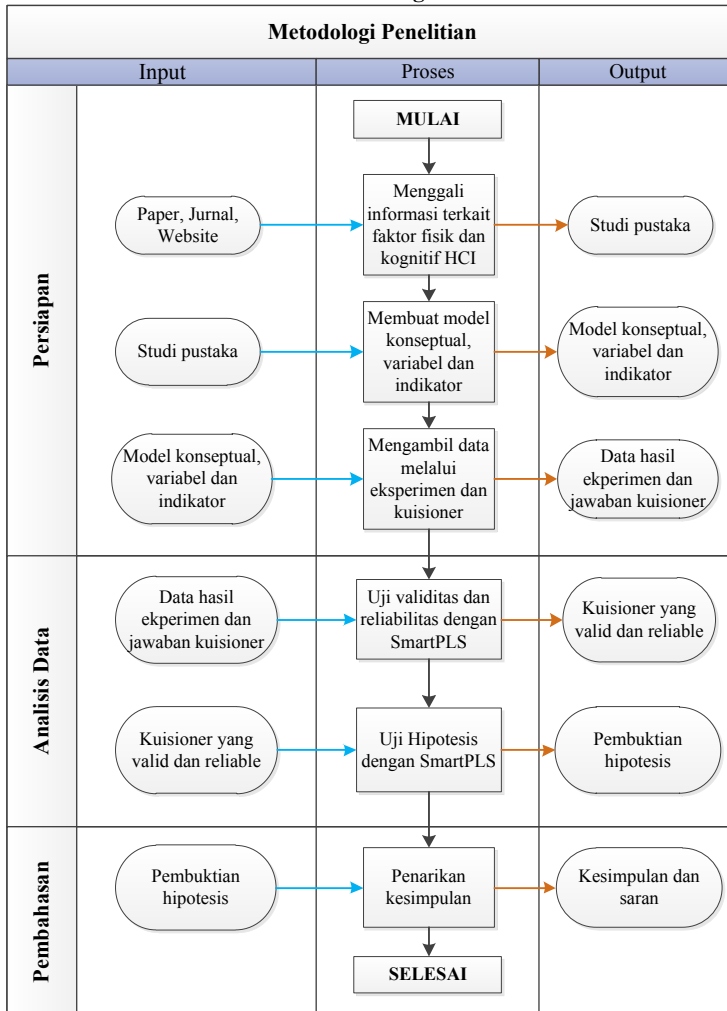 Metodologi Penelitian
Input
Proses
Output
Persiapan
MULAI
Paper, Jurnal,
Website
Menggali
informasi terkait
faktor fisik dan
kognitif HCI
Studi pustaka
Studi pustaka
Membuat model
konseptual,
variabel dan
indikator
Model konseptual,
variabel dan
indikator
Model konseptual,
variabel dan
indikator
Mengambil data
melalui
eksperimen dan
kuisioner
Data hasil
ekperimen dan
jawaban kuisioner
Analisis Data
Data hasil
ekperimen dan
jawaban kuisioner
Uji validitas dan
reliabilitas dengan
SmartPLS
Kuisioner yang
valid dan reliable
Kuisioner yang
valid dan reliable
Uji Hipotesis
dengan SmartPLS
Pembuktian
hipotesis
Pembahasan
Pembuktian
hipotesis
Penarikan
kesimpulan
Kesimpulan dan
saran
SELESAI